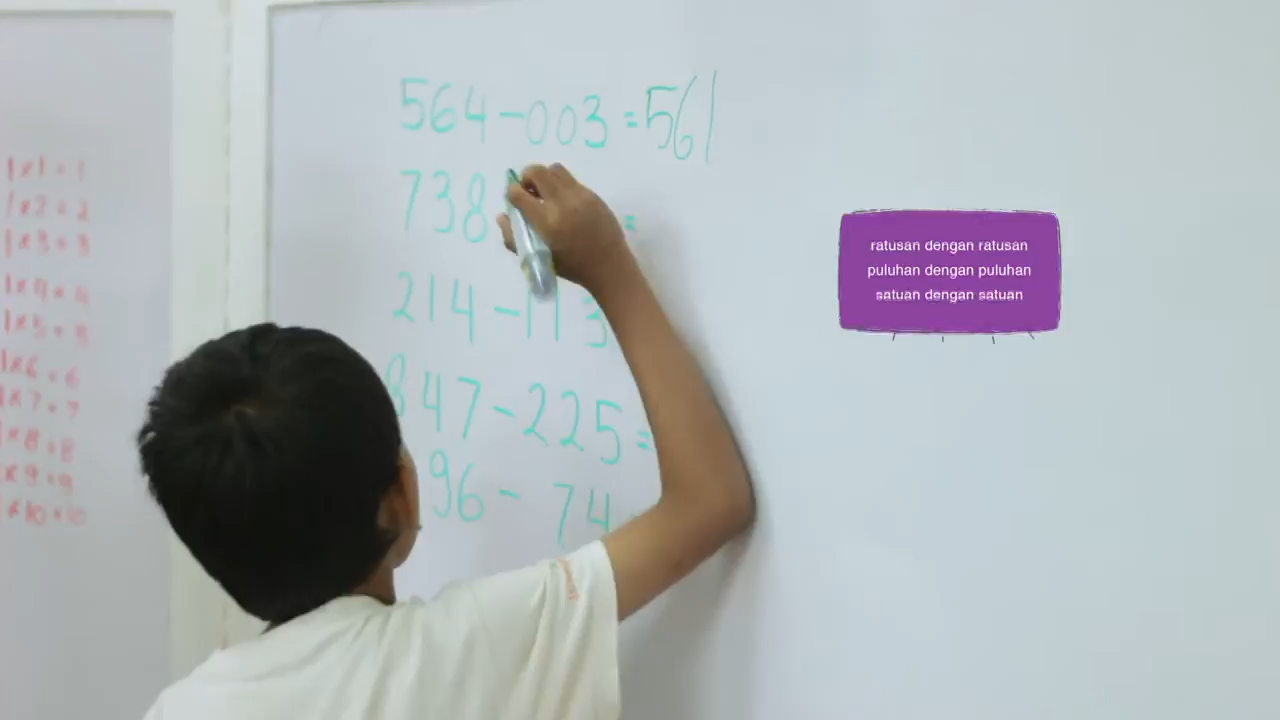 1x1=1
1x2=2
1x3=3
1x4=4
1x5=5
1x6=6
1x7=7
1x8=8
x9=9
x10=10
564-003=561
738 =
214-113
847-225=
96- 74
ratusan dengan ratusan
puluhan dengan puluhan
satuan dengan satuan